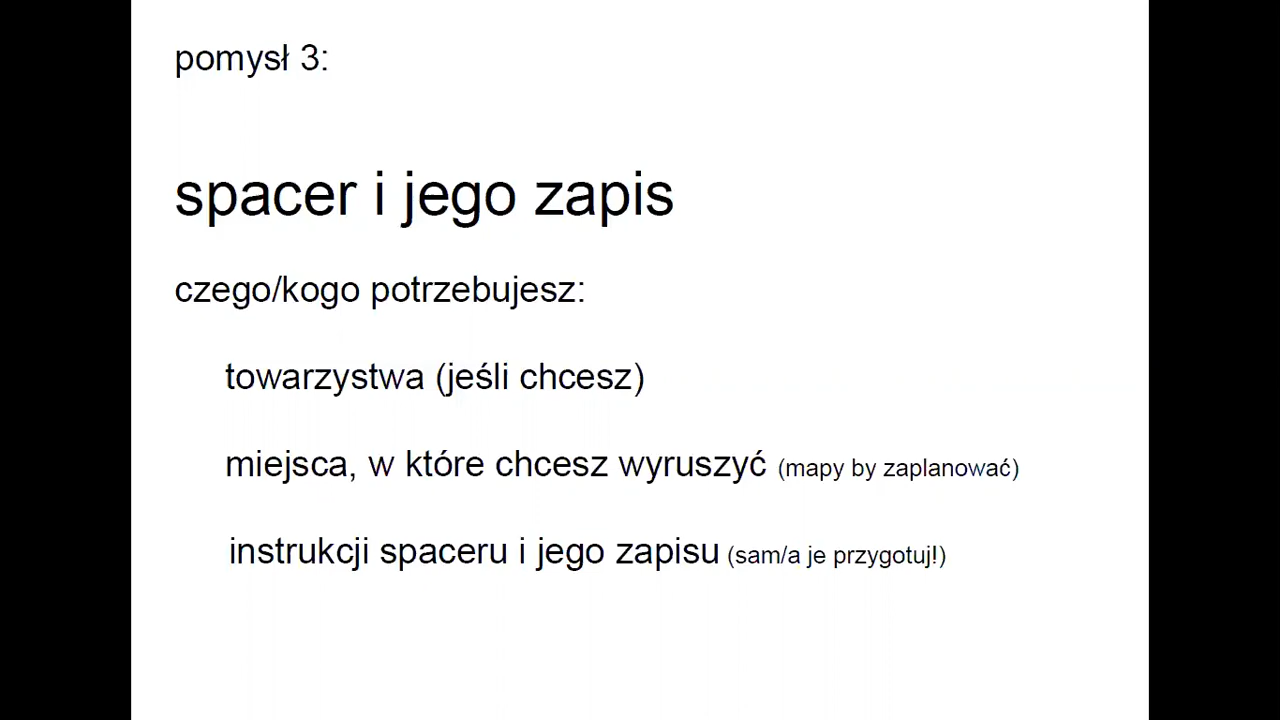 pomysł 3:
spacer i jego zapis
czego/kogo potrzebujesz:
towarzystwa (jeśli chcesz)
miejsca, w które chcesz wyruszyć (mapy by zaplanować)
instrukcji spaceru i jego zapisu (sam/a je przygotuj!)